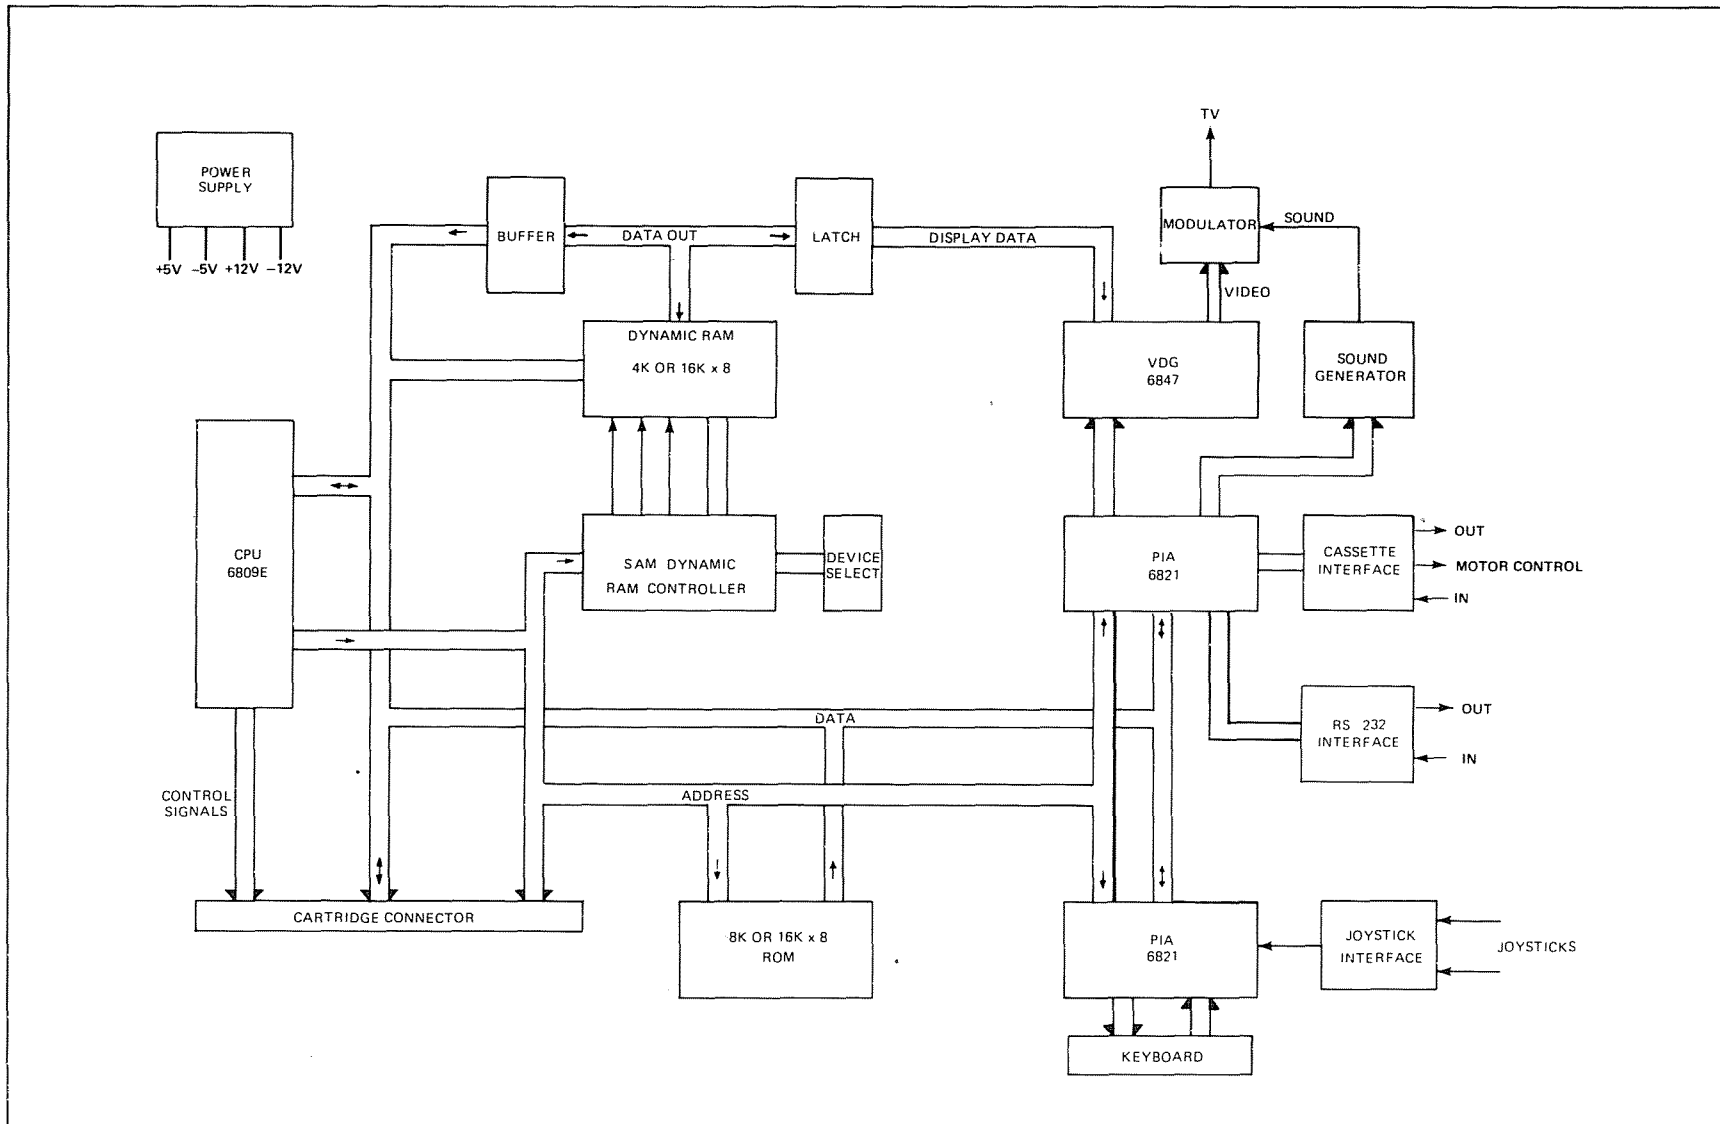 TV
POWER
SUPPLY
+5V -5V +12V -12V
BUFFER
DATA OUT
LATCH
DISPLAY DATA
MODULATOR
SOUND
VIDEO
DYNAMIC RAM
4K OR 16K x 8
VDG
6847
SOUND
GENERATOR
CPU
6809E
SAM DYNAMIC
RAM CONTROLLER
DEVICE
SELECT
PIA
6821
CASSETTE
INTERFACE
OUT
MOTOR CONTROL
IN
DATA
RS 232
INTERFACE
OUT
IN
CONTROL
SIGNALS
ADDRESS
CARTRIDGE CONNECTOR
8K OR 16K x 8
ROM
PIA
6821
JOYSTICK
INTERFACE
JOYSTICKS
KEYBOARD